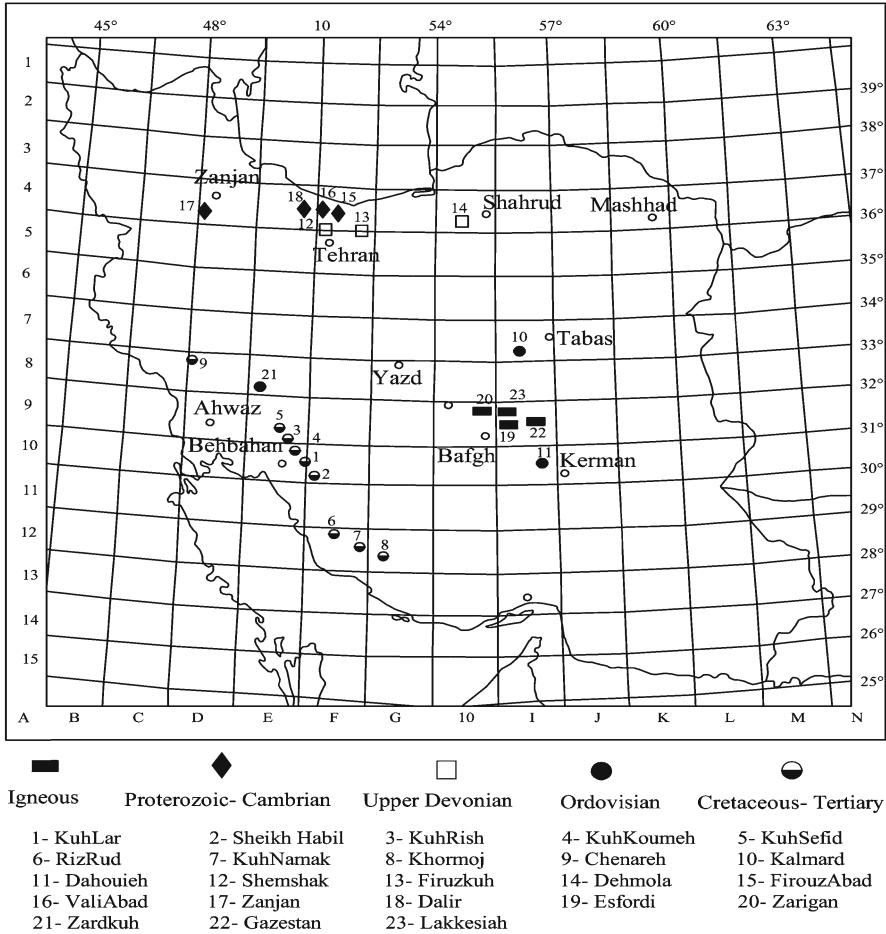 45° 48° 10 54° 57° 60° 63°
1
39°
2
38°
3
37°
4
Zanjan
17
18 16 15
12 13
Tehran
14
Shahrud
Mashhad
36°
5
35°
6
34°
7
10
Tabas
33°
8
9
21
Yazd
32°
9
Ahwaz
20 23
19 22
31°
5
3
4
1
2
Behbahan
10
Bafgh
11
Kerman
30°
11
29°
12
6
7
8
28°
13
27°
14
26°
15
25°
A B C D E F G 10 I J K L M N
Igneous Proterozoic- Cambrian Upper Devonian Ordovisian Cretaceous- Tertiary
1- KuhLar 2- Sheikh Habil 3- KuhRish 4- KuhKoumeh 5- KuhSefid
6- RizRud 7- KuhNamak 8- Khormoj 9- Chenareh 10- Kalmard
11- Dahouieh 12- Shemshak 13- Firuzkuh 14- Dehmola 15- FirouzAbad
16- ValiAbad 17- Zanjan 18- Dalir 19- Esfordi 20- Zarigan
21- Zardkuh 22- Gazestan 23- Lakkesiah